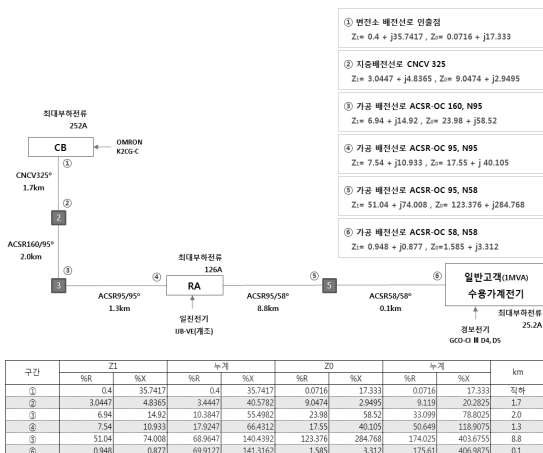 ① 변전소 배전선로 인출점
Z₁= 0.4 + j35.7417 , Z₀= 0.0716 + j17.333
② 지중배전선로 CNCV 325
Z₁= 3.0447 + j4.8365 , Z₀= 9.0474 + j2.9495
③ 가공 배전선로 ACSR-OC 160, N95
Z₁= 6.94 + j14.92 , Z₀= 23.98 + j58.52
④ 가공 배전선로 ACSR-OC 95, N95
Z₁= 7.54 + j10.933 , Z₀= 17.55 + j 40.105
⑤ 가공 배전선로 ACSR-OC 95, N58
Z₁= 51.04 + j74.008 , Z₀= 123.376 + j284.768
⑥ 가공 배전선로 ACSR-OC 58, N58
Z₁= 0.948 + j0.877 , Z₀=1.585 + j3.312
최대부하전류
252A
CB
OMRON
K2CG-C
①
CNCV325°
1.7km
②
2
ACSR160/95°
2.0km
③
3
ACSR95/95°
1.3km
④
최대부하전류
126A
RA
일진전기
IJB-VE(개조)
ACSR95/58°
8.8km
⑤
5
ACSR58/58°
0.1km
⑥
일반고객(1MVA)
수용가계전기
최대부하전류
25.2A
경보전기
GCO-CI Ⅲ D4, D5
구간 Z1 누계 Z0 누계 km
%R %X %R %X %R %X %R %X
① 0.4 35.7417 0.4 35.7417 0.0716 17.333 0.0716 17.333 직하
② 3.0447 4.8365 3.4447 40.5782 9.0474 2.9495 9.119 20.2825 1.7
③ 6.94 14.92 10.3847 55.4982 23.98 58.52 33.099 78.8025 2.0
④ 7.54 10.933 17.9247 66.4312 17.55 40.105 50.649 118.9075 1.3
⑤ 51.04 74.008 68.9647 140.4392 123.376 284.768 174.025 403.6755 8.8
⑥ 0.948 0.877 69.9127 141.3162 1.585 3.312 175.61 406.9875 0.1